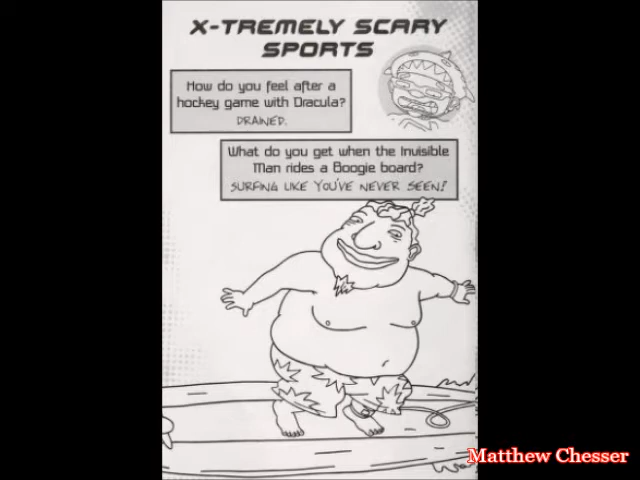 X-TREMELY SCARY
SPORTS
How do you feel after a
hockey game with Dracula?
DRAINED.
What do you get when the Invisible
Man rides a Boogie board?
SURFING LIKE YOU'VE NEVER SEEN!
Matthew Chesser